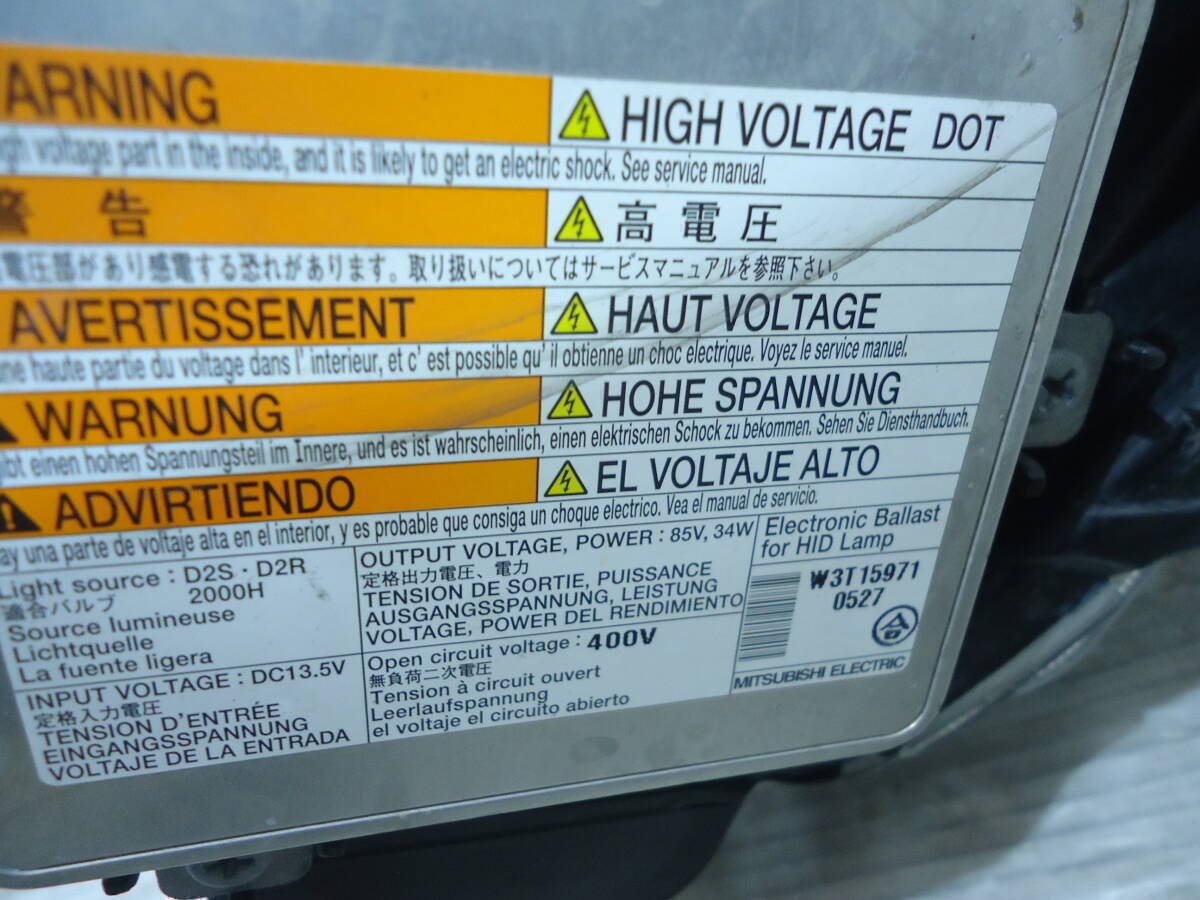 ARNING
HIGH VOLTAGE DOT
voltage part in the inside, and it is likely to get an electric shock. See service manual.
警 告
高 電 圧
電圧部があり感電する恐れがあります。取り扱いについてはサービスマニュアルを参照下さい。
AVERTISSEMENT
HAUT VOLTAGE
ne haute partie du voltage dans l' interieur, et c' est possible qu' il obtienne un choc electrique. Voyez le service manuel.
WARNUNG
HOHE SPANNUNG
ibt einen hohen Spannungsteil im Innere, und es ist wahrscheinlich, einen elektrischen Schock zu bekommen. Sehen Sie Diensthandbuch.
ADVIRTIENDO
EL VOLTAJE ALTO
ay una parte de voltaje alta en el interior, y es probable que consiga un choque electrico. Vea el manual de servicio.
Light source : D2S · D2R
2000H
適合バルブ
Source lumineuse
Lichtquelle
La fuente ligera
INPUT VOLTAGE : DC13.5V
定格入力電圧
TENSION D'ENTRÉE
EINGANGSSPANNUNG
VOLTAJE DE LA ENTRADA
OUTPUT VOLTAGE, POWER : 85V, 34W
定格出力電圧、電力
TENSION DE SORTIE, PUISSANCE
AUSGANGSSPANNUNG, LEISTUNG
VOLTAGE, POWER DEL RENDIMIENTO
Open circuit voltage : 400V
無負荷二次電圧
Tension à circuit ouvert
Leerlaufspannung
el voltaje el circuito abierto
Electronic Ballast
for HID Lamp
W3T15971
0527
MITSUBISHI ELECTRIC